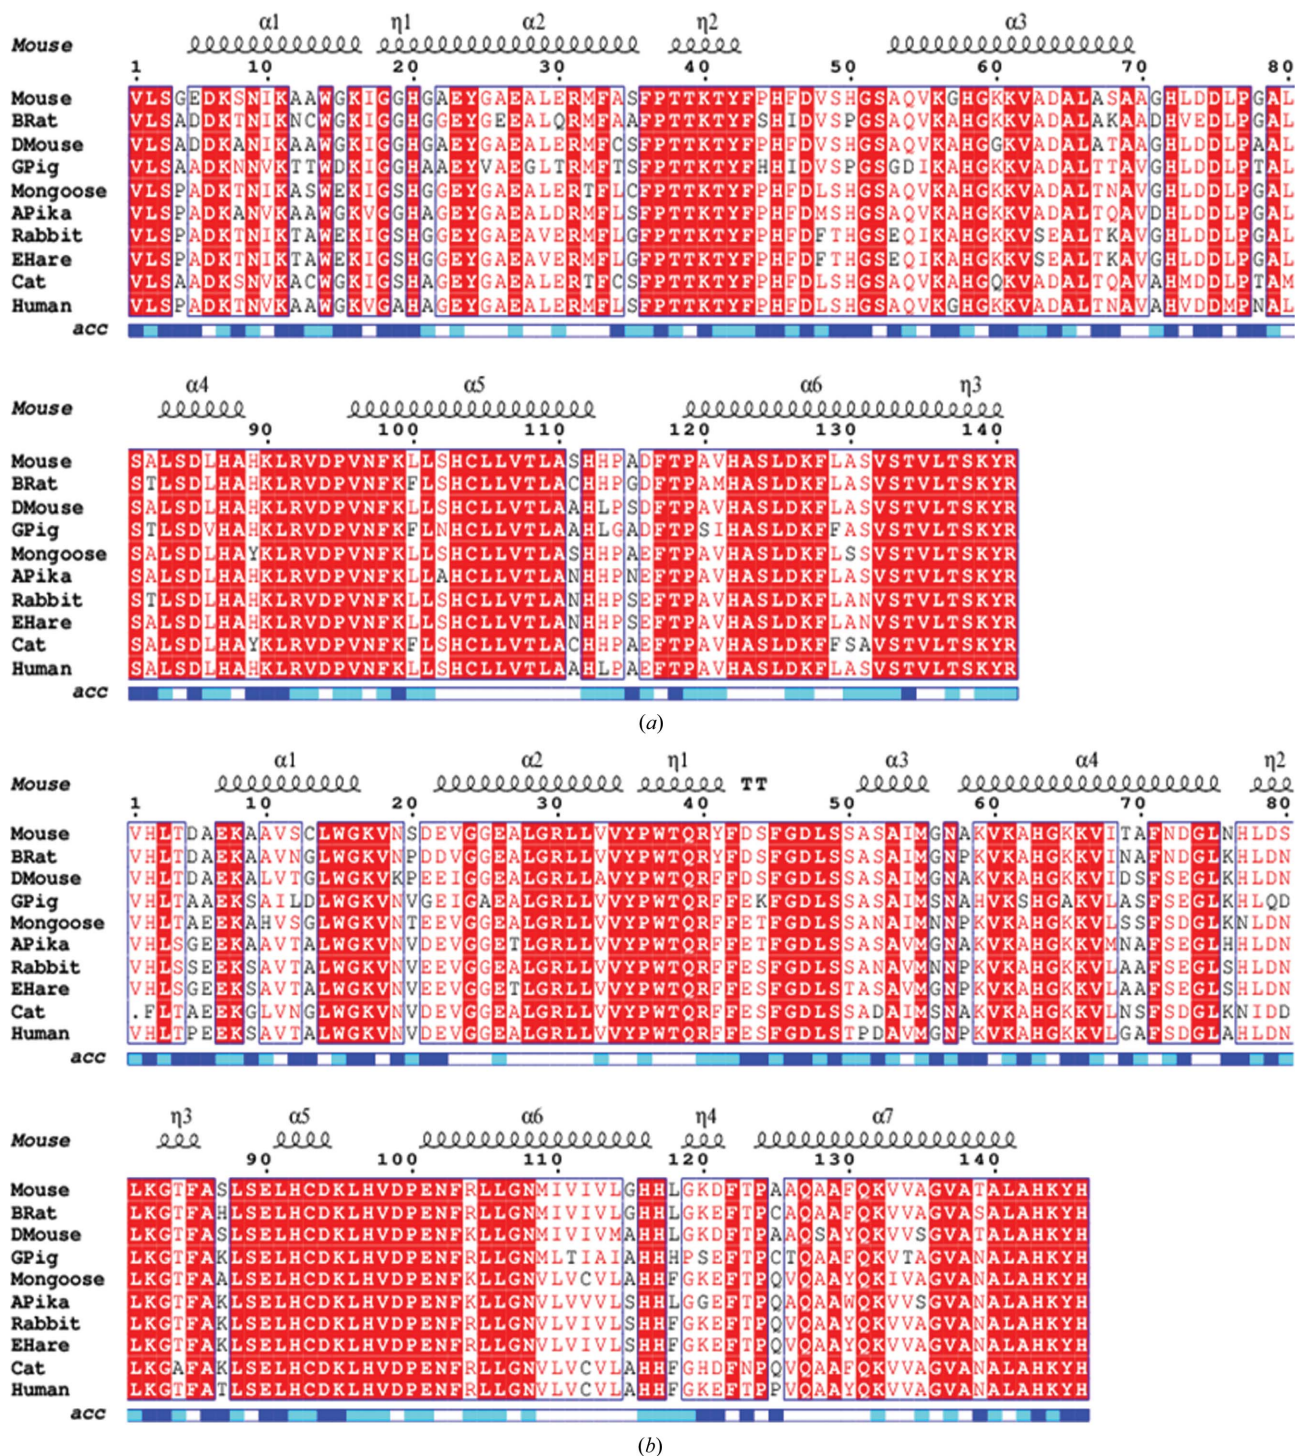 α1 η1 α2 η2 α3
Mouse
1 10 20 30 40 50 60 70 80
Mouse VLSGEDKSNIKAAWGKIGGHGAEYGAEALERMFASFPTTKTYFPHFDVSHGSAQVKGHGKKVADALASAAGHLDDLPGAL
BRat VLSADDKTNIKNCWGKIGGHGGEYGEEALQRMFAAFPTTKTYFSHIDVSPGSAQVKAHGKKVADALAKAADHVEDLPGAL
DMouse VLSADDKANIKAAWGKIGGHGAEYGAEALERMFCSFPTTKTYFPHFDVSHGSAQVKAHGGKVADALATAAGHLDDLPAAL
GPig VLSAADKNNVKTTWDKIGGHAAEYVAEGLTRMFTSFPTTKTYFHHIDVSPGSGDIKAHGKKVADALTTAVGHLDDLPTAL
Mongoose VLSPADKTNIKASWEKIGSHGGEYGAEALERTFLCFPTTKTYFPHFDLSHGSAQVKAHGKKVADALTNAVGHLDDLPGAL
APika VLSPADKANVKAAWGKVGGHAGEYGAEALDRMFLSFPTTKTYFPHFDMSHGSAQVKAHGKKVADALTQAVDHLDDLPGAL
Rabbit VLSPADKTNIKTAWEKIGSHGGEYGAEAVERMFLGFPTTKTYFPHFDFTHGSEQIKAHGKKVSEALTKAVGHLDDLPGAL
EHare VLSPADKTNIKTAWEKIGSHGGEYGAEAVERMFLGFPTTKTYFPHFDFTHGSEQIKAHGKKVSEALTKAVGHLDDLPGAL
Cat VLSAADKSNVKACWGKIGSHAGEYGAEALERTFCSFPTTKTYFPHFDLSHGSAQVKAHGQKVADALTQAVAHMDDLPTAM
Human VLSPADKTNVKAAWGKVGAHAGEYGAEALERMFLSFPTTKTYFPHFDLSHGSAQVKGHGKKVADALTNAVAHVDDMPNAL
acc
α4 α5 α6 η3
Mouse
90 100 110 120 130 140
Mouse SALSDLHAHKLRVDPVNFKLLSHCLLVTLASHHPADFTPAVHASLDKFLASVSTVLTSKYR
BRat STLSDLHAHKLRVDPVNFKFLSHCLLVTLACHHPGDFTPAMHASLDKFLASVSTVLTSKYR
DMouse SALSDLHAHKLRVDPVNFKLLSHCLLVTLAAHLPSDFTPAVHASLDKFLASVSTVLTSKYR
GPig STLSDVHAHKLRVDPVNFKFLNHCLLVTLAAHLGADFTPSIHASLDKFFASVSTVLTSKYR
Mongoose SALSDLHAYKLRVDPVNFKLLSHCLLVTLASHHPAEFTPAVHASLDKFLSSVSTVLTSKYR
APika SALSDLHAHKLRVDPVNFKLLAHCLLVTLANHHPNEFTPAVHASLDKFLASVSTVLTSKYR
Rabbit STLSDLHAHKLRVDPVNFKLLSHCLLVTLANHHPSEFTPAVHASLDKFLANVSTVLTSKYR
EHare SALSDLHAHKLRVDPVNFKLLSHCLLVTLANHHPSEFTPAVHASLDKFLASVSTVLTSKYR
Cat SALSDLHAYKLRVDPVNFKFLSHCLLVTLACHHPAEFTPAVHASLDKFFSAVSTVLTSKYR
Human SALSDLHAHKLRVDPVNFKLLSHCLLVTLAAHLPAEFTPAVHASLDKFLASVSTVLTSKYR
acc
(a)
α1 α2 η1 TT α3 α4 η2
Mouse
1 10 20 30 40 50 60 70 80
Mouse VHLTDAEKAAVSCLWGKVNSDEVGGEALGRLLVVYPWTQRYFDSFGDLSSASAIMGNAKVKAHGKKVITAFNDGLNHLDS
BRat VHLTDAEKAAVNGLWGKVNPDDVGGEALGRLLVVYPWTQRYFDSFGDLSSASAIMGNPKVKAHGKKVINAFNDGLKHLDN
DMouse VHLTDAEKALVTGLWGKVKPEEIGGEALGRLLAVYPWTQRFFDSFGDLSSASAIMGNAKVKAHGKKVIDSFSDGLKHLDN
GPig VHLTAAEKSAILDLWGKVNVGEIGAEALGRLLVVYPWTQRFFEKFGDLSSASAIMSNAHVKSHGAKVLASFSEGLKHLQD
Mongoose VHLTAEEKAHVSGLWGKVNTEEVGGEALGRLLVVYPWTQRFFETFGDLSSANAIMNNPKVKAHGKKVLSSFSEGLKNLDN
APika VHLSGEEKAAVTALWGKVNVDEVGGETLGRLLVVYPWTQRFFETFGDLSSASAVMGNAKVKAHGKKVMNAFSEGLHHLDN
Rabbit VHLSSEEKSAVTALWGKVNVEEVGGEALGRLLVVYPWTQRFFESFGDLSSANAVMNNPKVKAHGKKVLAAFSEGLSHLDN
EHare VHLSGEEKSAVTALWGKVNVEEVGGETLGRLLVVYPWTQRFFESFGDLSSASAVMGNPKVKAHGKKVLAAFSEGLSHLDN
Cat .FLTAEEKGLVNGLWGKVNVDEVGGEALGRLLVVYPWTQRFFESFGDLSSADAIMSNAKVKAHGKKVLNSFSDGLKNIDD
Human VHLTPEEKSAVTALWGKVNVDEVGGEALGRLLVVYPWTQRFFESFGDLSTPDAVMGNPKVKAHGKKVLGAFSDGLAHLDN
acc
η3 α5 α6 η4 α7
Mouse
90 100 110 120 130 140
Mouse LKGTFASLSELHCDKLHVDPENFRLLGNMIVIVLGHHLGKDFTPAAQAAFQKVVAGVATALAHKYH
BRat LKGTFAHLSELHCDKLHVDPENFRLLGNMIVIVLGHHLGKEFTPCAQAAFQKVVAGVASALAHKYH
DMouse LKGTFASLSELHCDKLHVDPENFRLLGNMIVIVMAHHLGKDFTPAAQSAYQKVVSGVATALAHKYH
GPig LKGTFAKLSELHCDKLHVDPENFRLLGNMLTIAIAHHHPSEFTPCTQAAFQKVTAGVANALAHKYH
Mongoose LKGTFAALSELHCDKLHVDPENFKLLGNVLVCVLAHHFGKEFTPQVQAAYQKIVAGVANALAHKYH
APika LKGTFAKLSELHCDKLHVDPENFKLLGNVLVVVLSHHLGGEFTPQAQAAWQKVVSGVANALAHKYH
Rabbit LKGTFAKLSELHCDKLHVDPENFRLLGNVLVIVLSHHFGKEFTPQVQAAYQKVVAGVANALAHKYH
EHare LKGTFAKLSELHCDKLHVDPENFRLLGNVLVIVLSHHFGKEFTPQVQAAYQKVVAGVANALAHKYH
Cat LKGAFAKLSELHCDKLHVDPENFRLLGNVLVCVLAHHFGHDFNPQVQAAFQKVVAGVANALAHKYH
Human LKGTFATLSELHCDKLHVDPENFRLLGNVLVCVLAHHFGKEFTPPVQAAYQKVVAGVANALAHKYH
acc
(b)